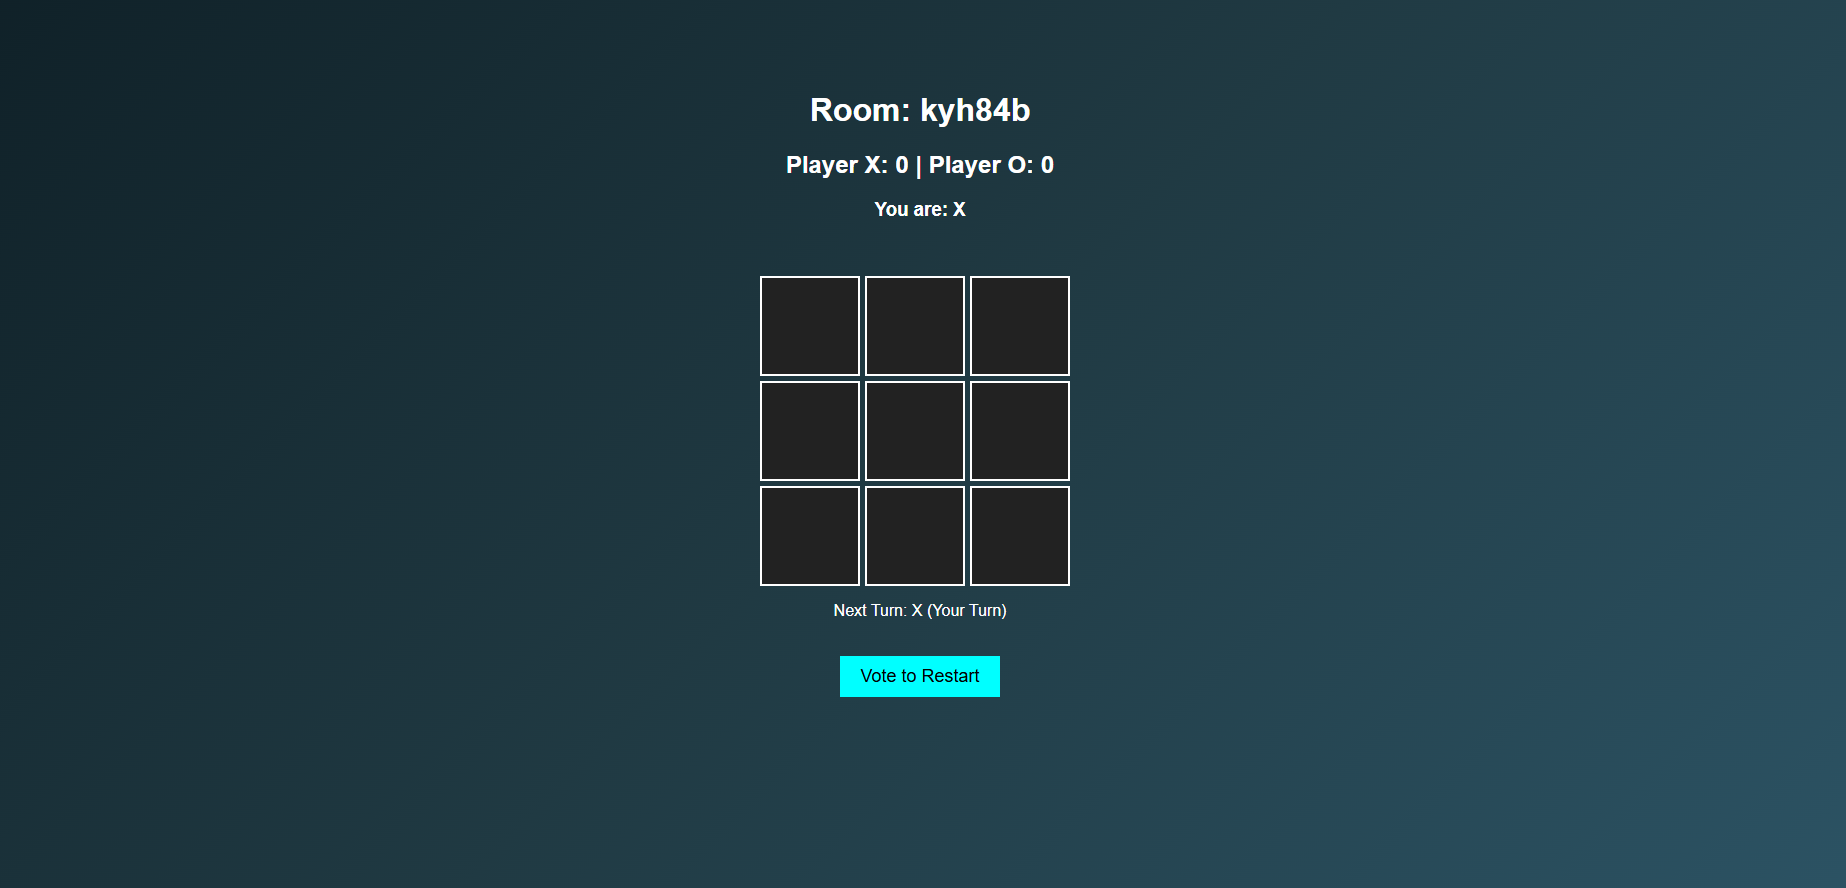 Room: kyh84b
Player X: 0 | Player O: 0
You are: X
Next Turn: X (Your Turn)
Vote to Restart